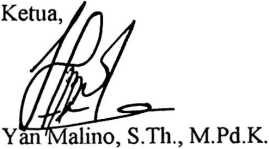 Ketua,
Yan Malino, S.Th., M.Pd.K.